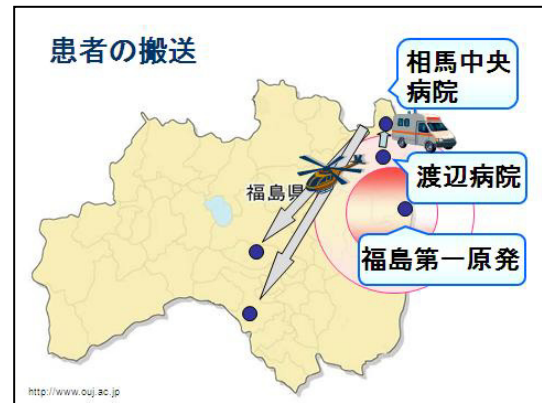 患者の搬送
相馬中央
病院
渡辺病院
福島県
福島第一原発
http://www.ouj.ac.jp